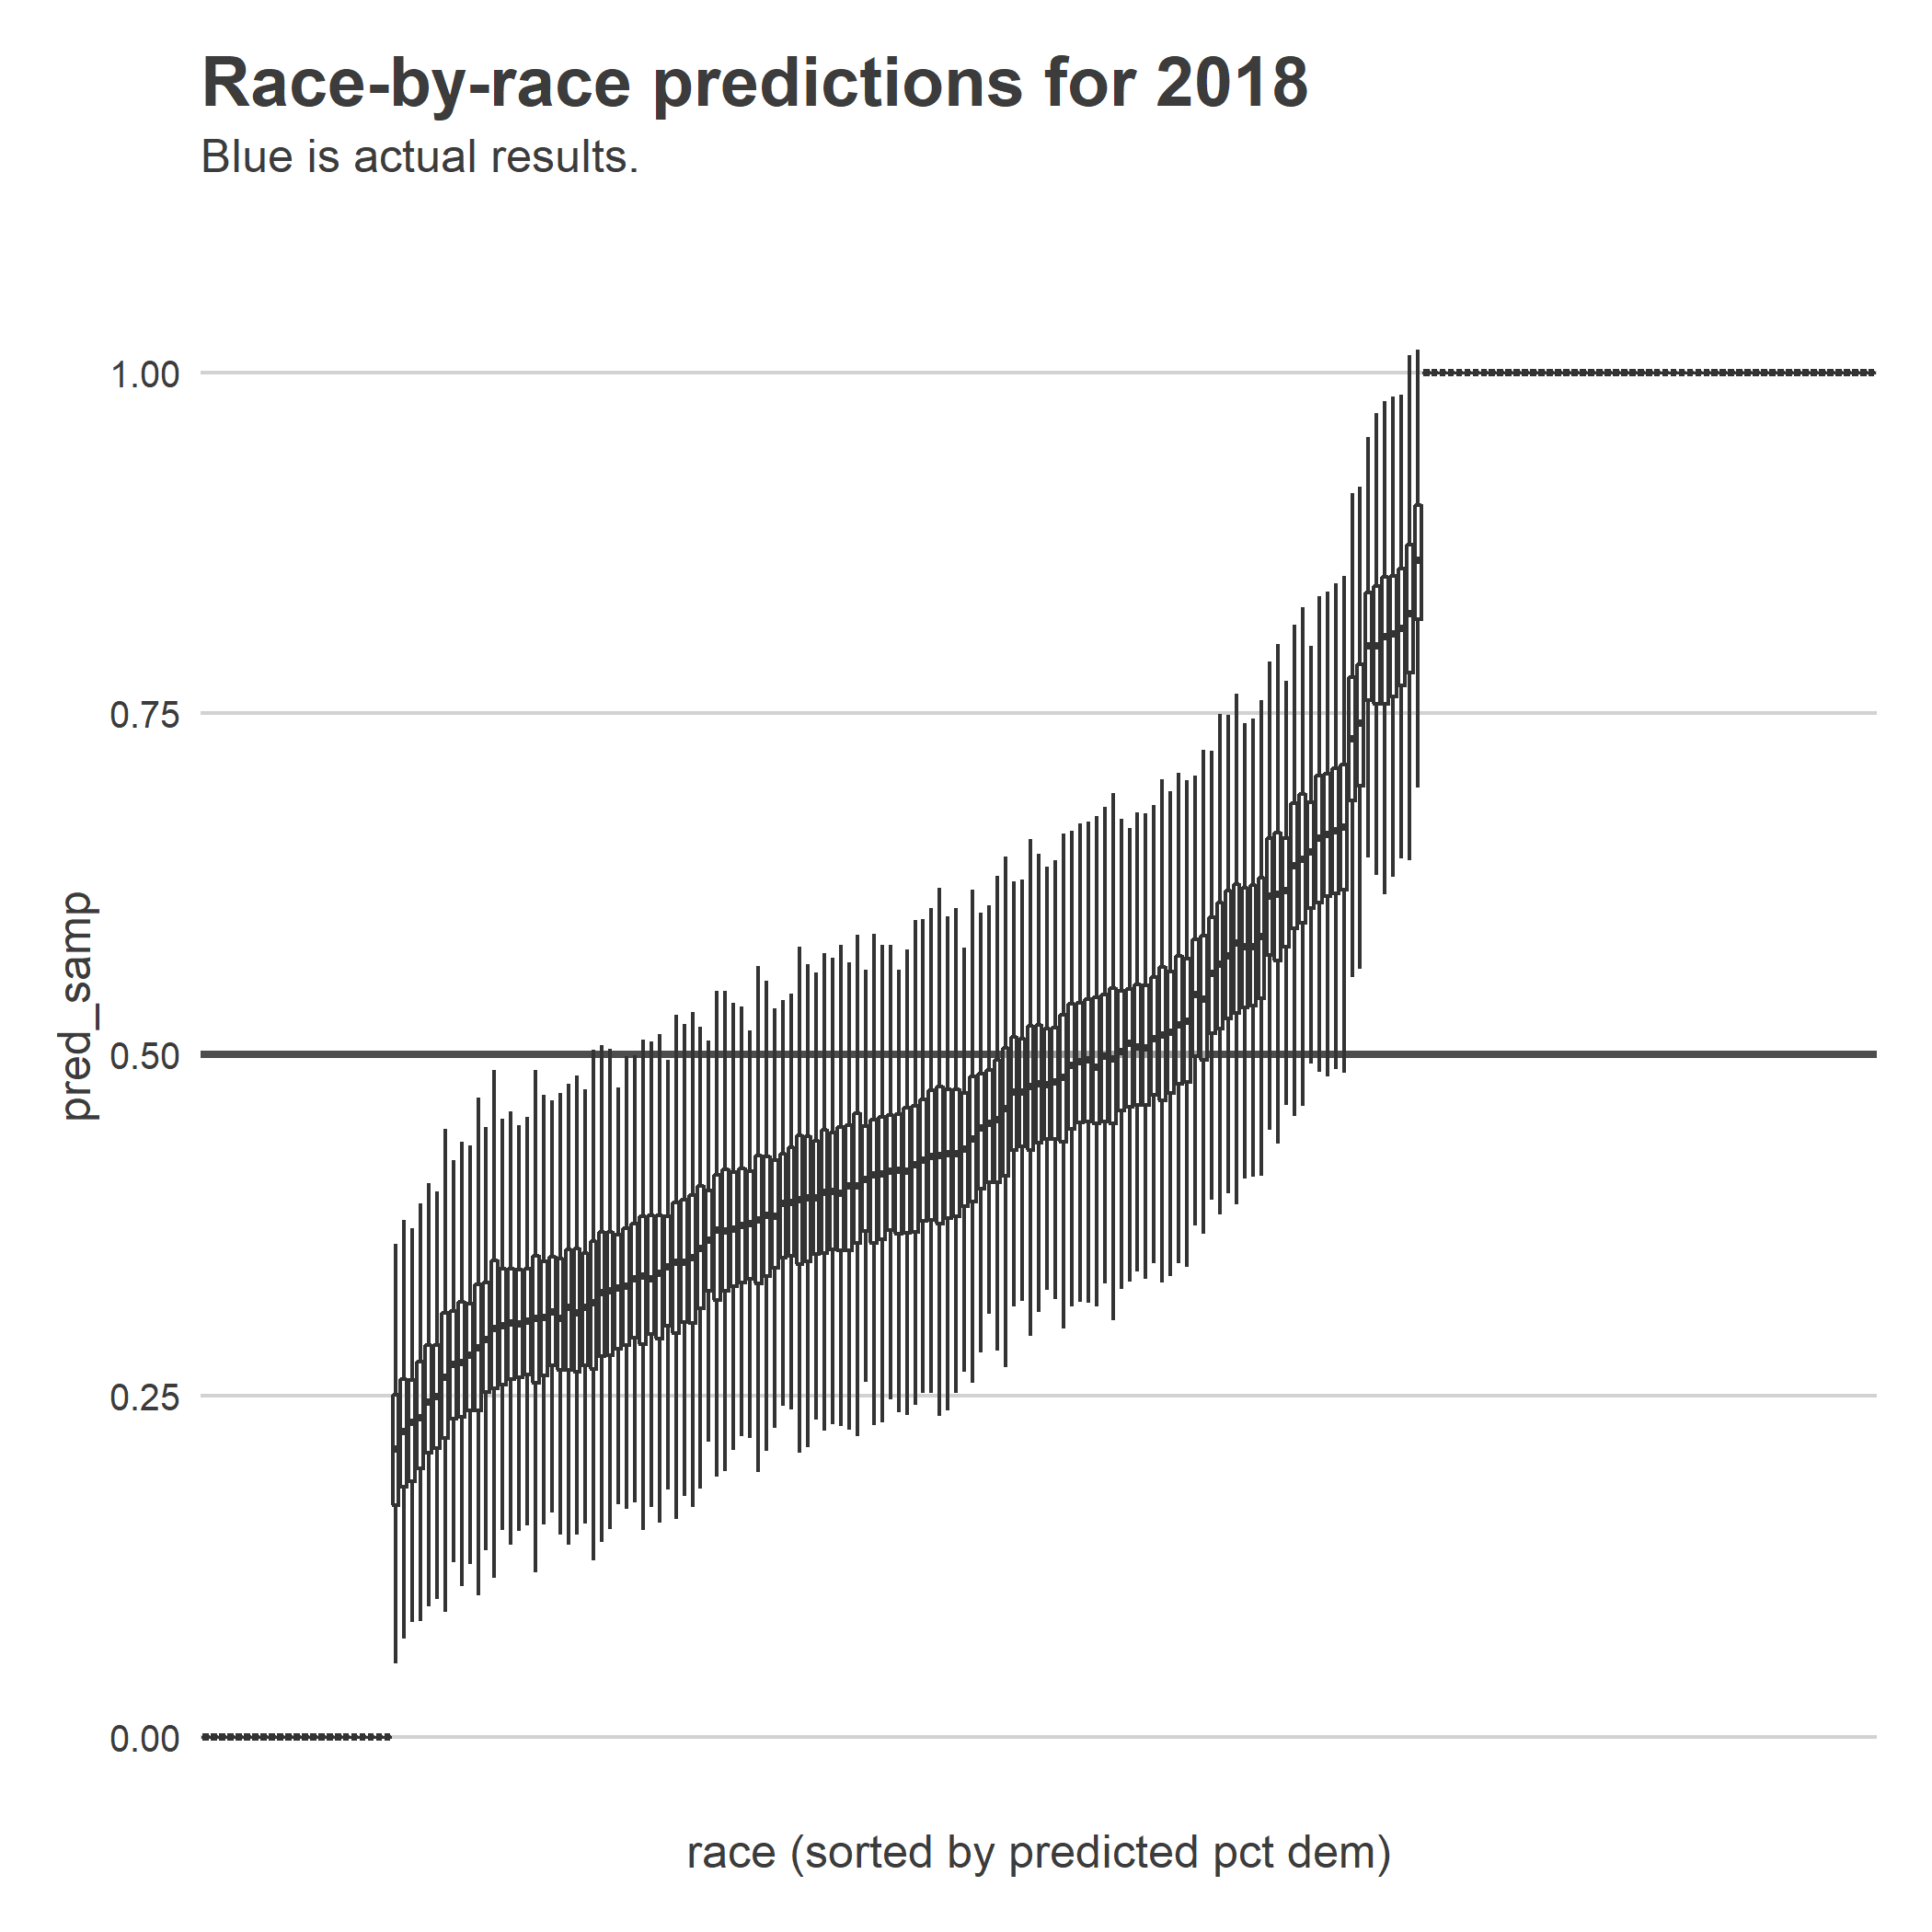 Race-by-race predictions for 2018
Blue is actual results.
1.00
0.75
0.50
0.25
0.00
pred_samp
race (sorted by predicted pct dem)